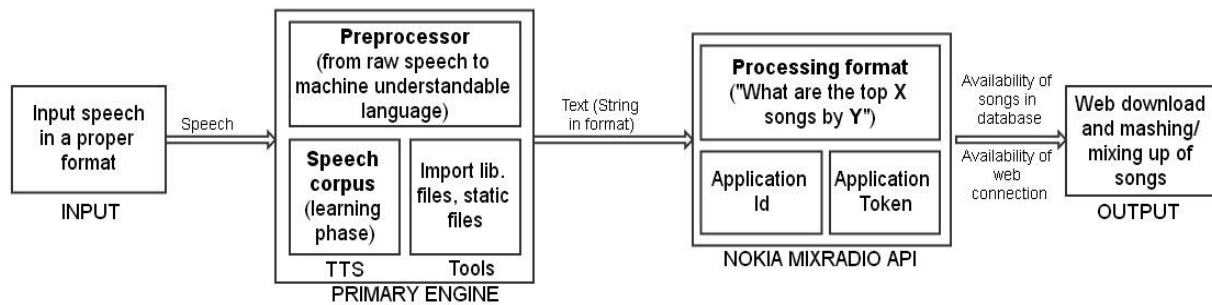 Input speech
in a proper
format
INPUT
Speech
Preprocessor
(from raw speech to
machine understandable
language)
Speech
corpus
(learning
phase)
TTS
Import lib.
files, static
files
Tools
PRIMARY ENGINE
Text (String
in format)
Processing format
("What are the top X
songs by Y")
Application
Id
Application
Token
NOKIA MIXRADIO API
Availability of
songs in
database
Availability of
web
connection
Web download
and mashing/
mixing up of
songs
OUTPUT